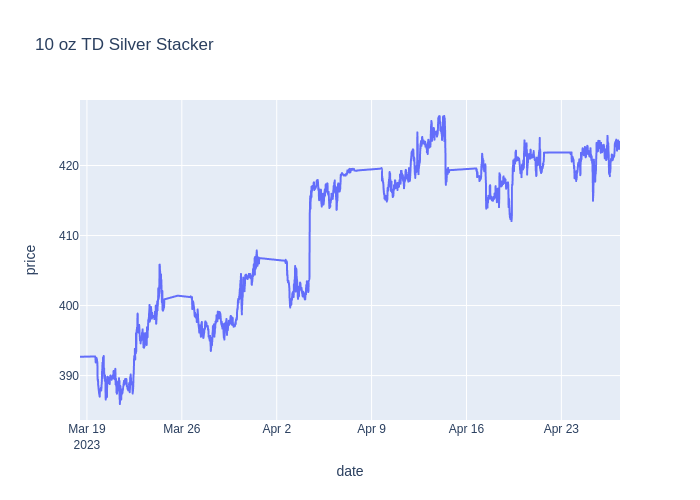 10 oz TD Silver Stacker
420
410
400
390
price
Mar 19
2023
Mar 26
Apr 2
Apr 9
Apr 16
Apr 23
date